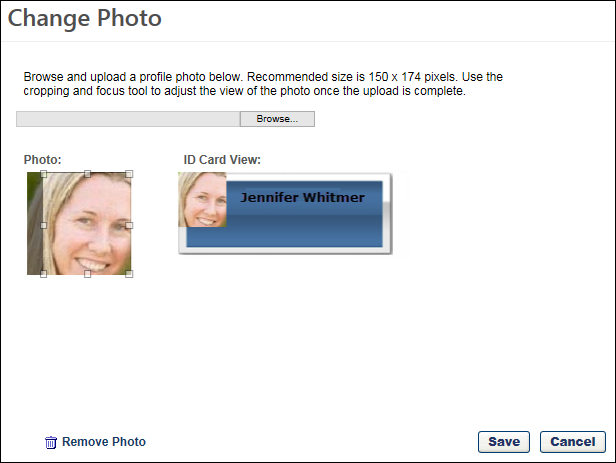 Change Photo
Browse and upload a profile photo below. Recommended size is 150 x 174 pixels. Use the
cropping and focus tool to adjust the view of the photo once the upload is complete.
Browse...
Photo:
ID Card View:
Jennifer Whitmer
Remove Photo
Save
Cancel